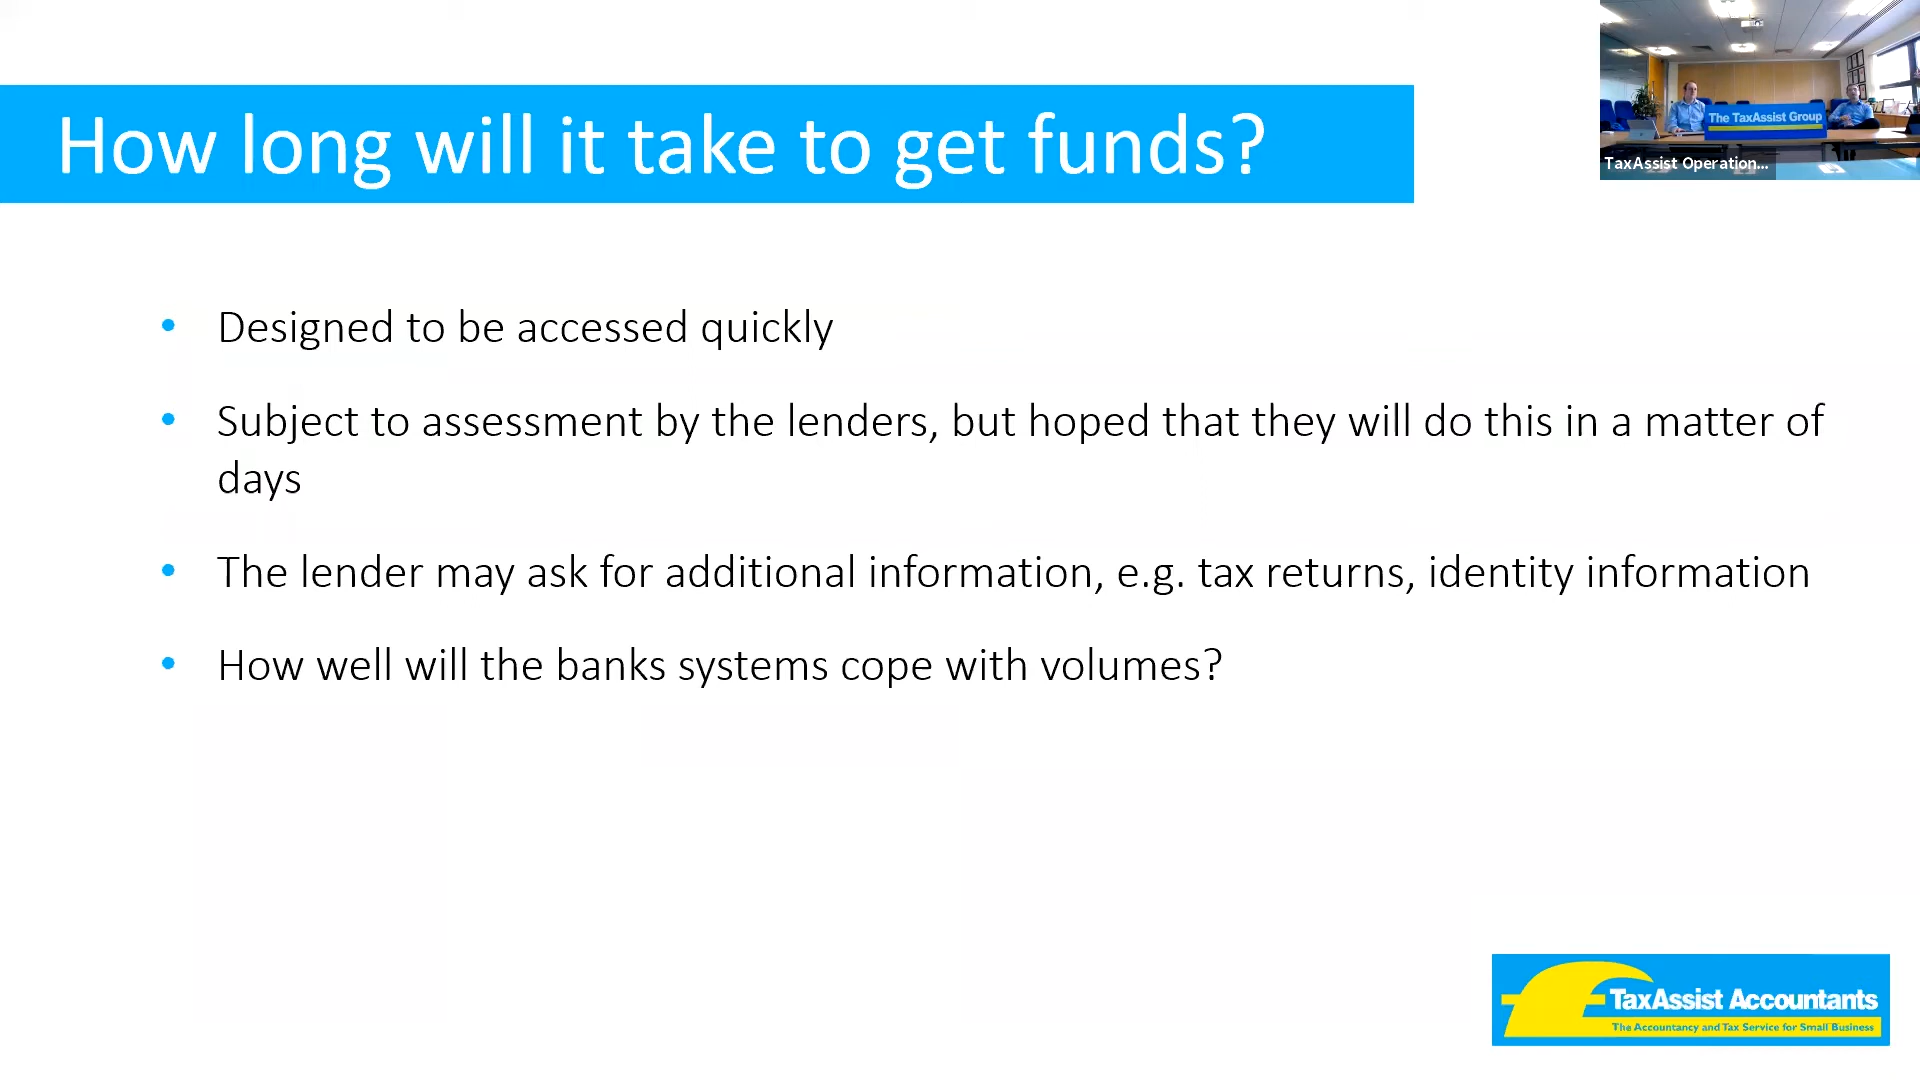 How long will it take to get funds?
The TaxAssist Group
TaxAssist Operation...
• Designed to be accessed quickly
• Subject to assessment by the lenders, but hoped that they will do this in a matter of
days
• The lender may ask for additional information, e.g. tax returns, identity information
• How well will the banks systems cope with volumes?
TaxAssist Accountants
The Accountancy and Tax Service for Small Business